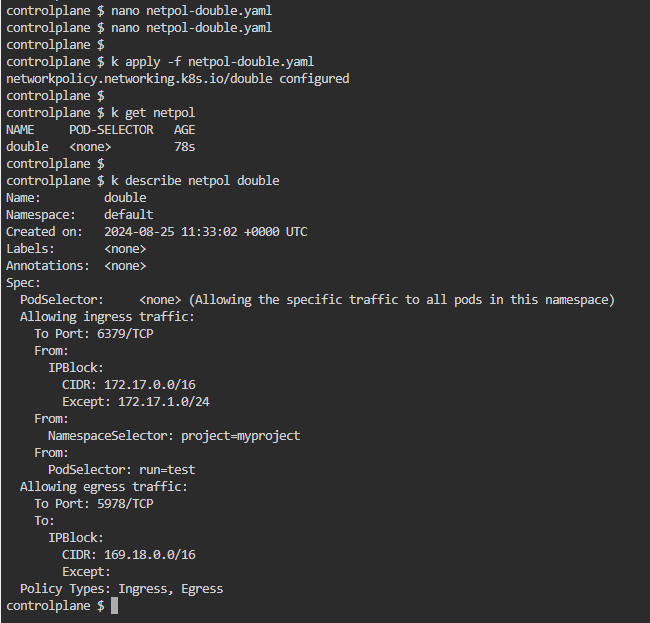 controlplane $ nano netpol-double.yaml
controlplane $ nano netpol-double.yaml
controlplane $
controlplane $ k apply -f netpol-double.yaml
networkpolicy.networking.k8s.io/double configured
controlplane $
controlplane $ k get netpol
NAME     POD-SELECTOR   AGE
double   <none>         78s
controlplane $
controlplane $ k describe netpol double
Name:         double
Namespace:    default
Created on:   2024-08-25 11:33:02 +0000 UTC
Labels:       <none>
Annotations:  <none>
Spec:
  PodSelector:     <none> (Allowing the specific traffic to all pods in this namespace)
  Allowing ingress traffic:
    To Port: 6379/TCP
    From:
      IPBlock:
        CIDR: 172.17.0.0/16
        Except: 172.17.1.0/24
    From:
      NamespaceSelector: project=myproject
    From:
      PodSelector: run=test
  Allowing egress traffic:
    To Port: 5978/TCP
    To:
      IPBlock:
        CIDR: 169.18.0.0/16
        Except:
  Policy Types: Ingress, Egress
controlplane $